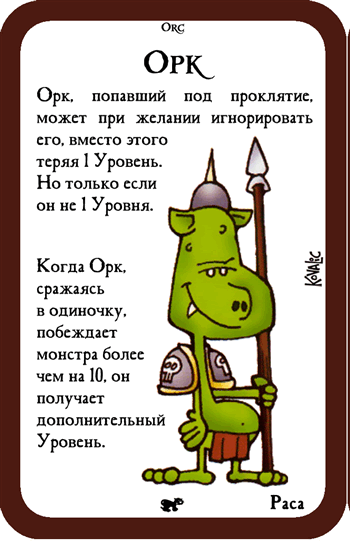 Orc
Орк
Орк, попавший под проклятие,
может при желании игнорировать
его, вместо этого
теряя 1 Уровень.
Но только если
он не 1 Уровня.
Когда Орк,
сражаясь
в одиночку,
побеждает
монстра более
чем на 10, он
получает
дополнительный
Уровень.
Kovalic
Раса